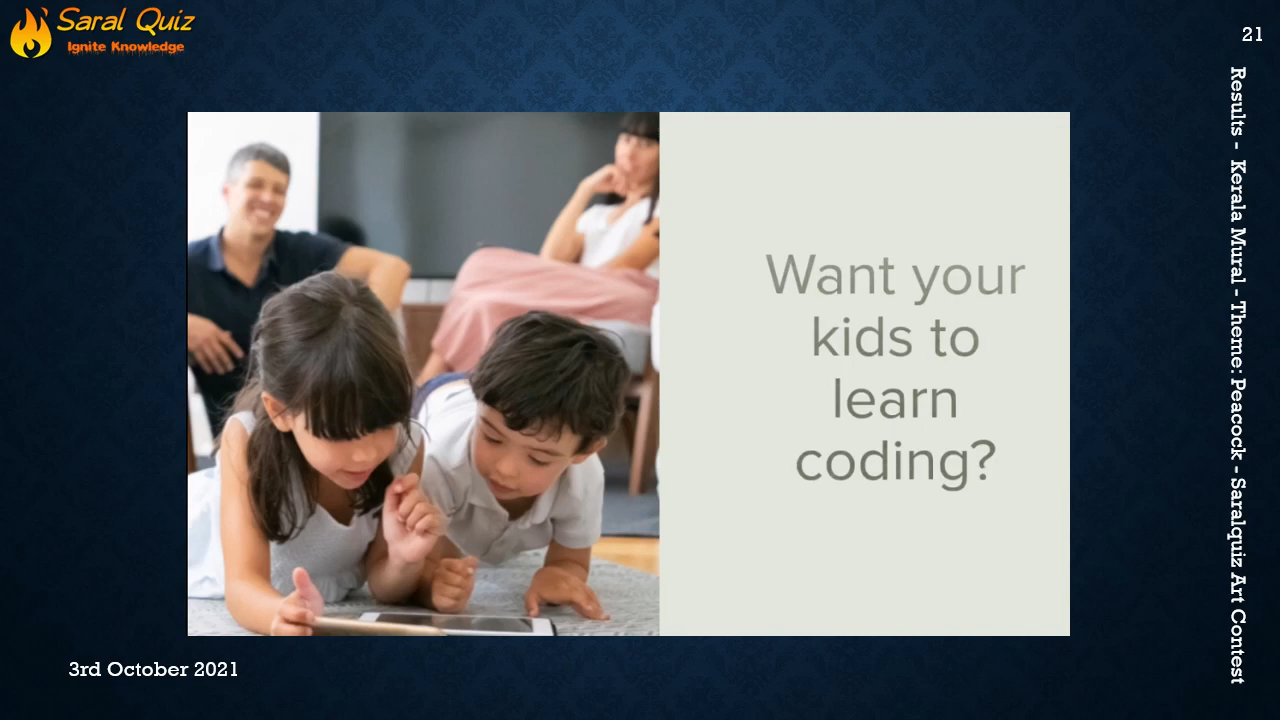 Saral Quiz
Ignite Knowledge
21
Results - Kerala Mural - Theme: Peacock - Saralquiz Art Contest
Want your
kids to
learn
coding?
3rd October 2021